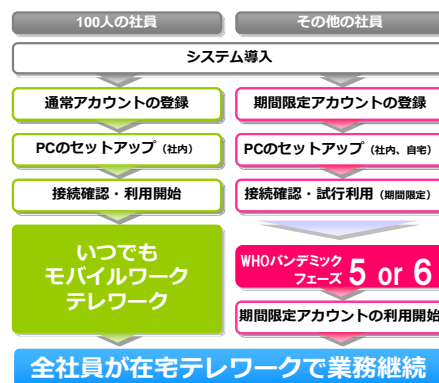 100人の社員
その他の社員
システム導入
通常アカウントの登録
期間限定アカウントの登録
PCのセットアップ（社内）
PCのセットアップ（社内、自宅）
接続確認・利用開始
接続確認・試行利用（期間限定）
いつでも
モバイルワーク
テレワーク
WHOパンデミック
フェーズ 5 or 6
期間限定アカウントの利用開始
全社員が在宅テレワークで業務継続